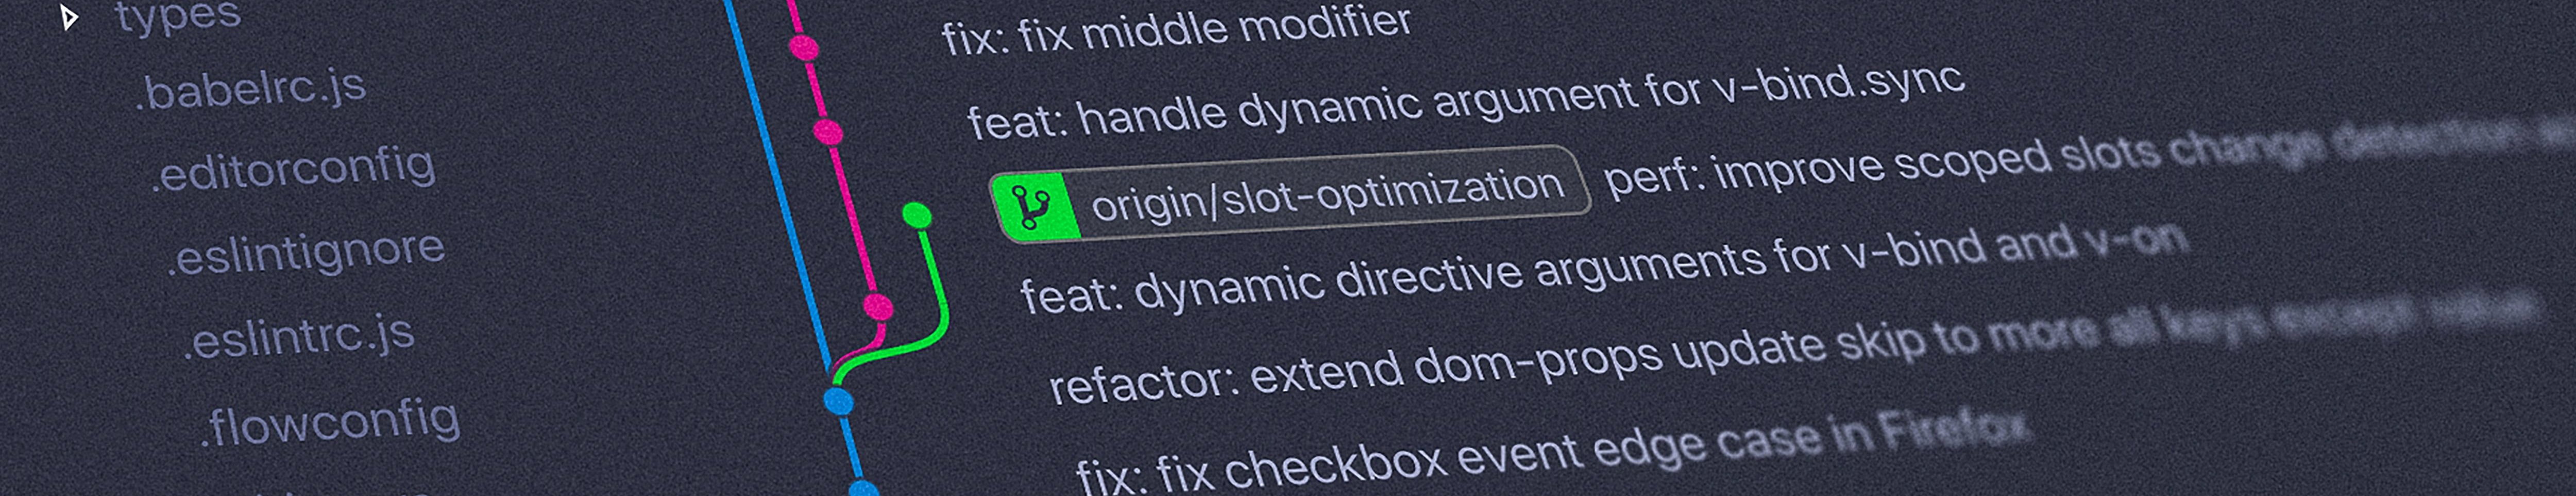 types
.babelrc.js
.editorconfig
.eslintignore
.eslintrc.js
.flowconfig
fix: fix middle modifier
feat: handle dynamic argument for v-bind.sync
origin/slot-optimization perf: improve scoped slots change detection
feat: dynamic directive arguments for v-bind and v-on
refactor: extend dom-props update skip to more all keys except value
fix: fix checkbox event edge case in Firefox